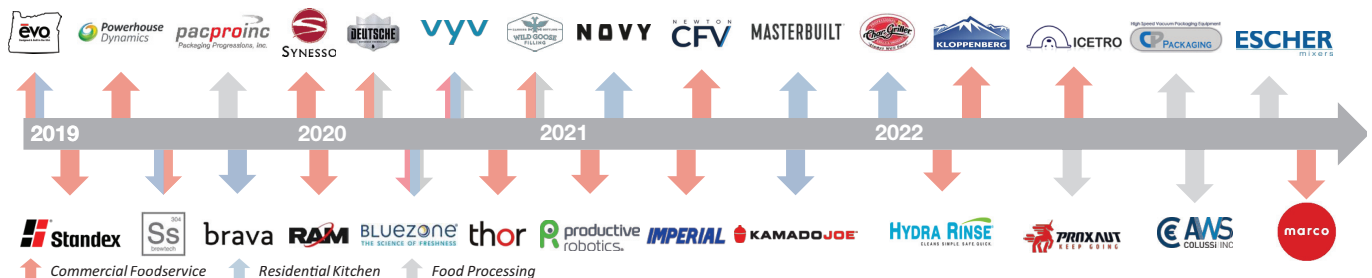 ēvo
Powerhouse
Dynamics
pacproinc
Packaging Progressions, Inc.
SYNESSO
DEUTSCHE
vyv
WILD GOOSE
FILLING
NOVY
NEWTON
CFV
MASTERBUILT
Char-Griller
KLOPPENBERG
ICETRO
High Speed Vacuum Packaging Equipment
CP PACKAGING
ESCHER
mixers
2019
2020
2021
2022
Standex
304
Ss
brewtech
brava
RAM
BLUEZONE®
THE SCIENCE OF FRESHNESS
thor
productive
robotics.
IMPERIAL
KAMADOJOE®
HYDRA RINSE
CLEANS SIMPLE SAFE QUICK
PROXAUT
KEEP GOING
AWS
COLUSSI INC
marco
Commercial Foodservice
Residential Kitchen
Food Processing